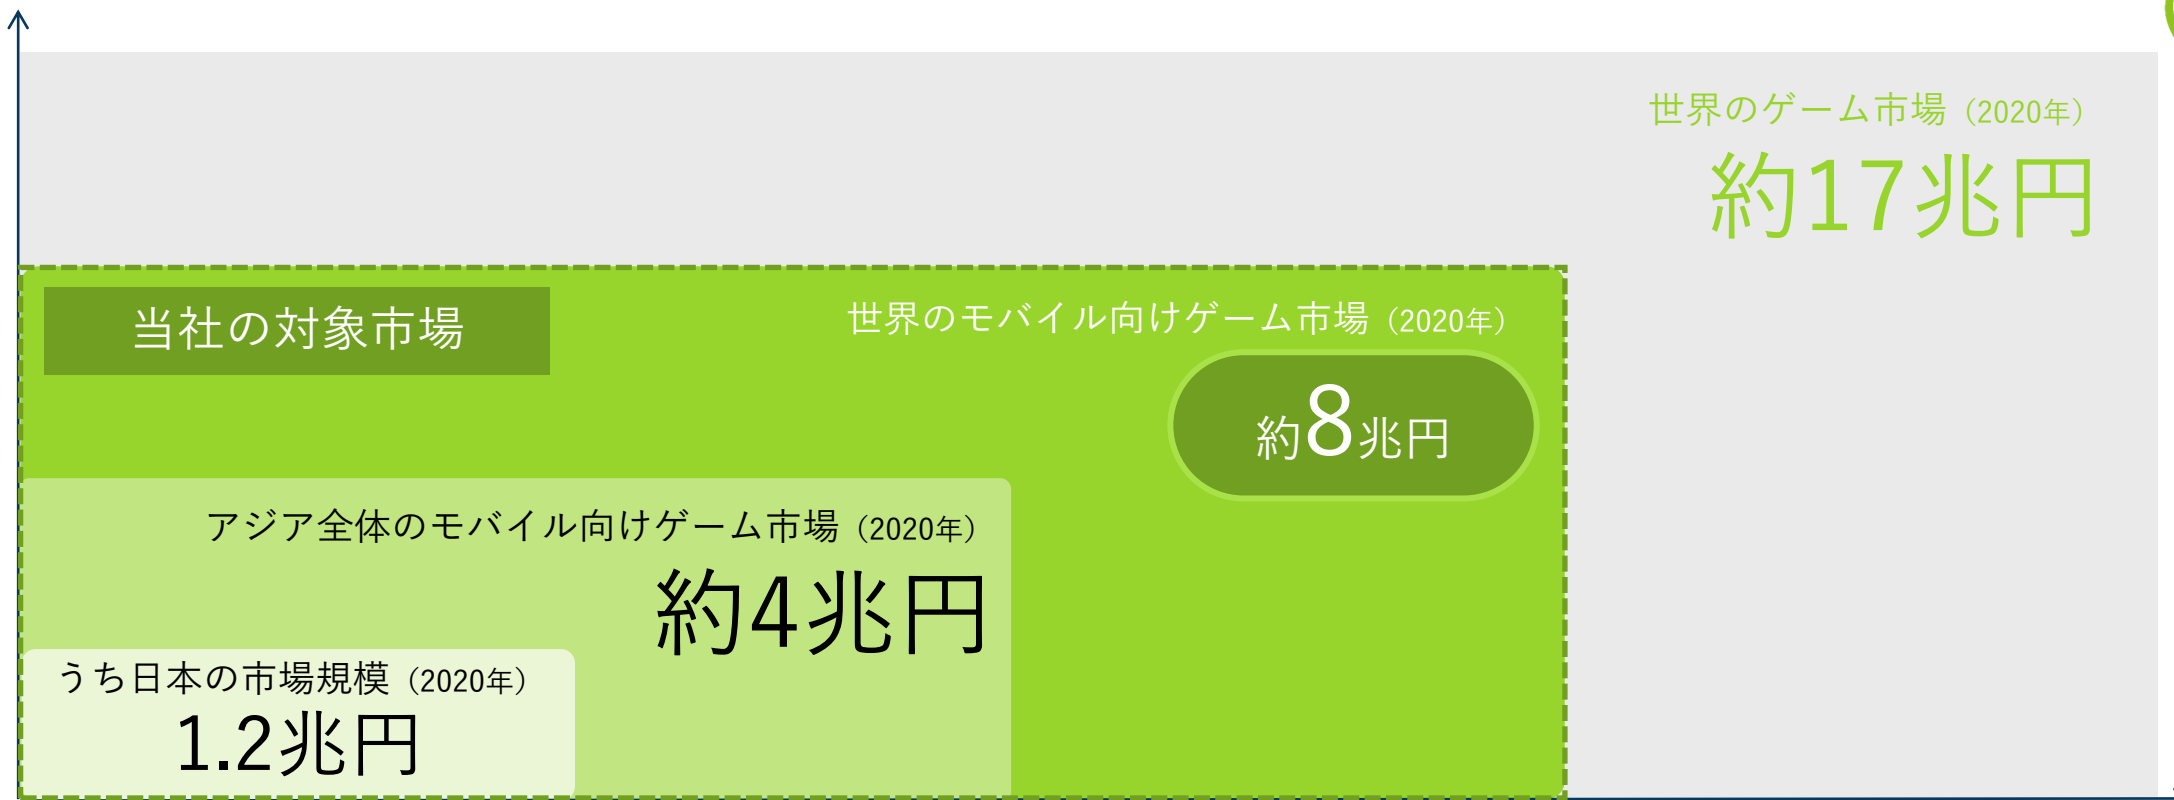 世界のゲーム市場（2020年）
約17兆円
当社の対象市場
世界のモバイル向けゲーム市場（2020年）
約8兆円
アジア全体のモバイル向けゲーム市場（2020年）
約4兆円
うち日本の市場規模（2020年）
1.2兆円